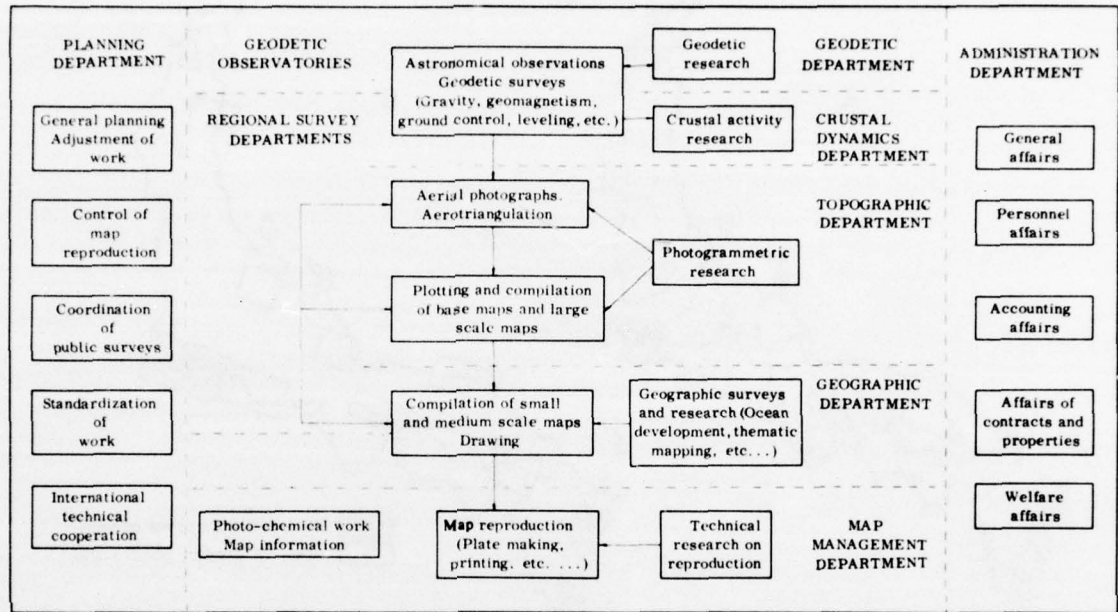 PLANNING
DEPARTMENT
General planning
Adjustment of
work
Control of
map
reproduction
Coordination
of
public surveys
Standardization
of
work
International
technical
cooperation
GEODETIC
OBSERVATORIES
REGIONAL SURVEY
DEPARTMENTS
Astronomical observations
Geodetic surveys
(Gravity, geomagnetism,
ground control, leveling, etc.)
Geodetic
research
GEODETIC
DEPARTMENT
Crustal activity
research
CRUSTAL
DYNAMICS
DEPARTMENT
Aerial photographs.
Aerotriangulation
TOPOGRAPHIC
DEPARTMENT
Photogrammetric
research
Plotting and compilation
of base maps and large
scale maps
Compilation of small
and medium scale maps
Drawing
Geographic surveys
and research (Ocean
development, thematic
mapping, etc...)
GEOGRAPHIC
DEPARTMENT
Photo-chemical work
Map information
Map reproduction
(Plate making,
printing. etc. ...)
Technical
research on
reproduction
MAP
MANAGEMENT
DEPARTMENT
ADMINISTRATION
DEPARTMENT
General
affairs
Personnel
affairs
Accounting
affairs
Affairs of
contracts and
properties
Welfare
affairs